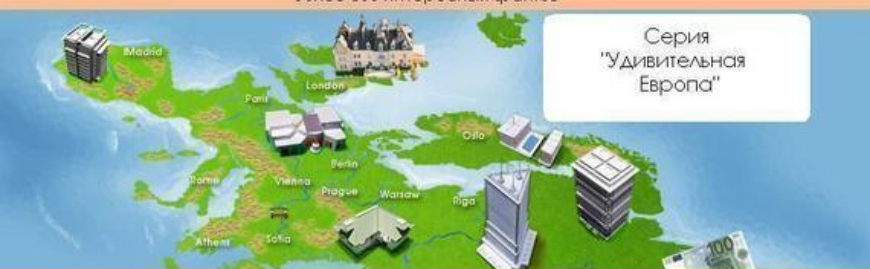 Серия
"Удивительная
Европа"
Madrid
London
Paris
Oslo
Berlin
Rome
Vienna
Prague
Warsaw
Riga
Athens
Sofia
100